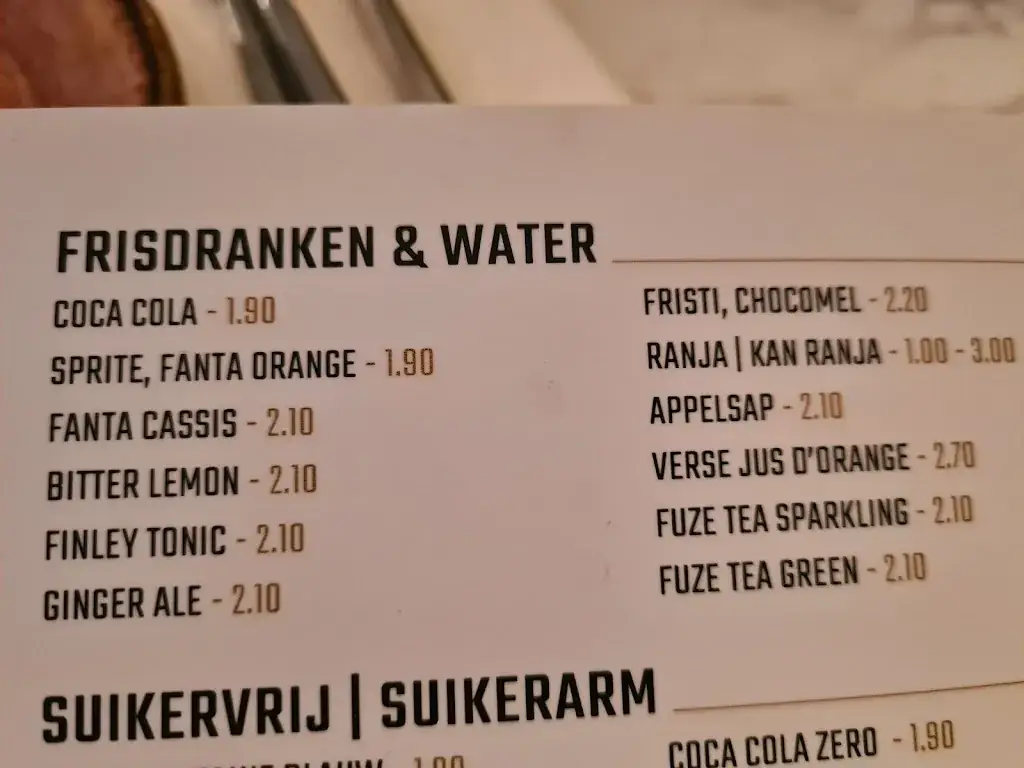 FRISDRANKEN & WATER
COCA COLA - 1.90
SPRITE, FANTA ORANGE - 1.90
FANTA CASSIS - 2.10
BITTER LEMON - 2.10
FINLEY TONIC - 2.10
GINGER ALE - 2.10
FRISTI, CHOCOMEL - 2.20
RANJA | KAN RANJA - 1.00 - 3.00
APPELSAP - 2.10
VERSE JUS D'ORANGE - 2.70
FUZE TEA SPARKLING - 2.10
FUZE TEA GREEN - 2.10
SUIKERVRIJ | SUIKERARM
BLAUW - 1.90
COCA COLA ZERO - 1.90